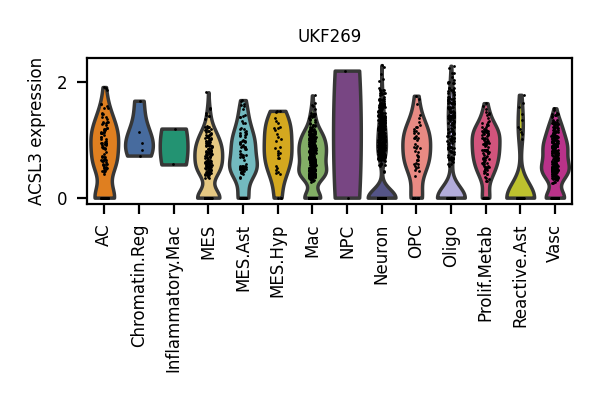 UKF269
ACSL3 expression
2
0
AC
Chromatin.Reg
Inflammatory.Mac
MES
MES.Ast
MES.Hyp
Mac
NPC
Neuron
OPC
Oligo
Prolif.Metab
Reactive.Ast
Vasc